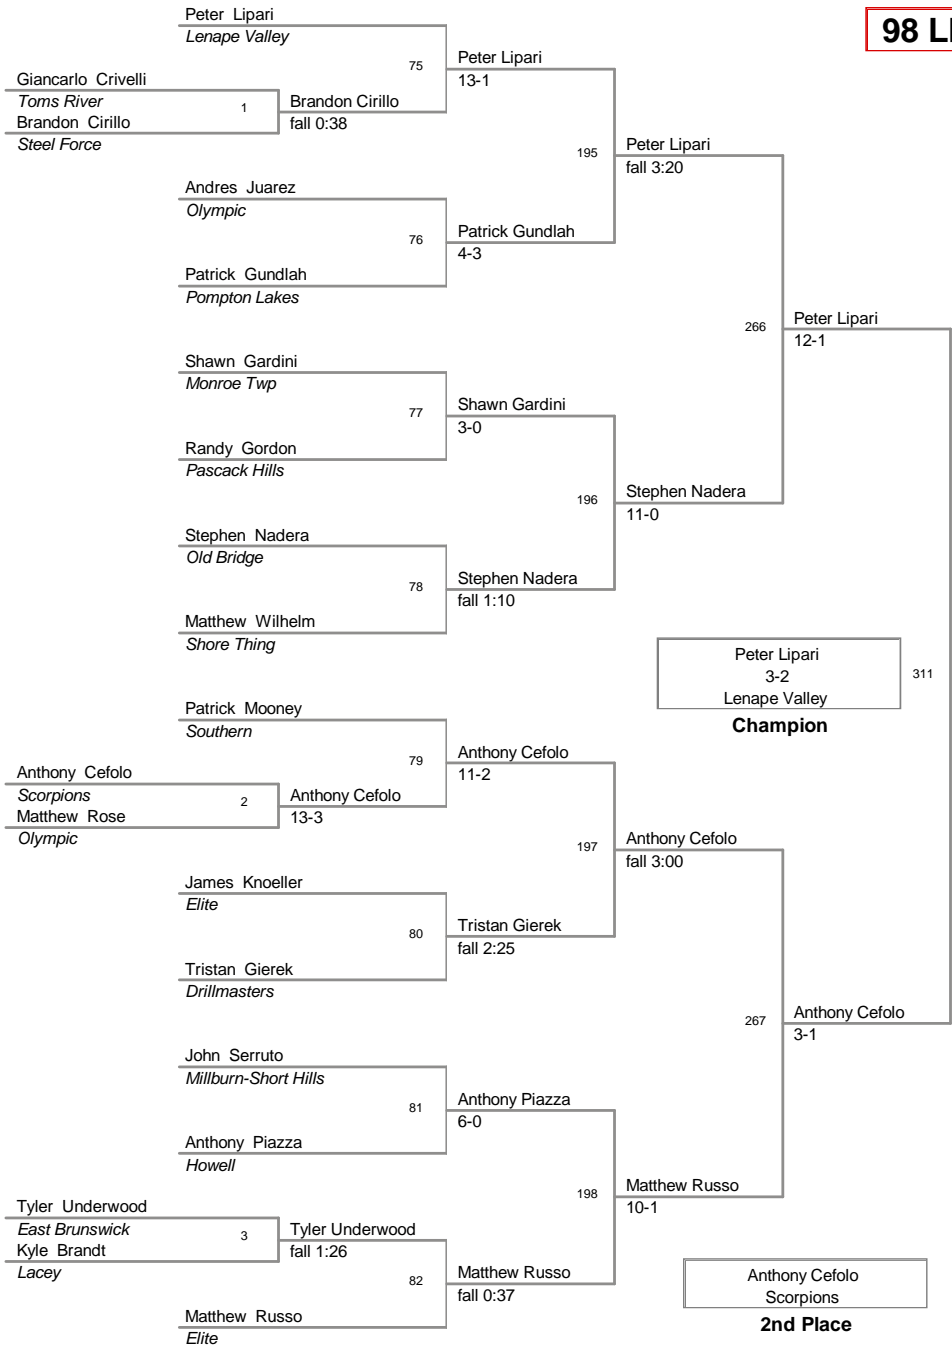 Peter Lipari
98 L
Lenape Valley
75
Peter Lipari
13-1
Giancarlo Crivelli
Toms River
1
Brandon Cirillo
Brandon Cirillo
fall 0:38
Steel Force
195
Peter Lipari
fall 3:20
Andres Juarez
Olympic
76
Patrick Gundlah
4-3
Patrick Gundlah
Pompton Lakes
266
Peter Lipari
12-1
Shawn Gardini
Monroe Twp
77
Shawn Gardini
3-0
Randy Gordon
Pascack Hills
196
Stephen Nadera
11-0
Stephen Nadera
Old Bridge
78
Stephen Nadera
fall 1:10
Matthew Wilhelm
Shore Thing
Peter Lipari
3-2
Lenape Valley
311
Champion
Patrick Mooney
Southern
79
Anthony Cefolo
11-2
Anthony Cefolo
Scorpions
2
Anthony Cefolo
Matthew Rose
13-3
Olympic
197
Anthony Cefolo
fall 3:00
James Knoeller
Elite
80
Tristan Gierek
fall 2:25
Tristan Gierek
Drillmasters
267
Anthony Cefolo
3-1
John Serruto
Millburn-Short Hills
81
Anthony Piazza
6-0
Anthony Piazza
Howell
198
Matthew Russo
10-1
Tyler Underwood
East Brunswick
3
Tyler Underwood
Kyle Brandt
fall 1:26
Lacey
82
Matthew Russo
fall 0:37
Matthew Russo
Elite
Anthony Cefolo
Scorpions
2nd Place